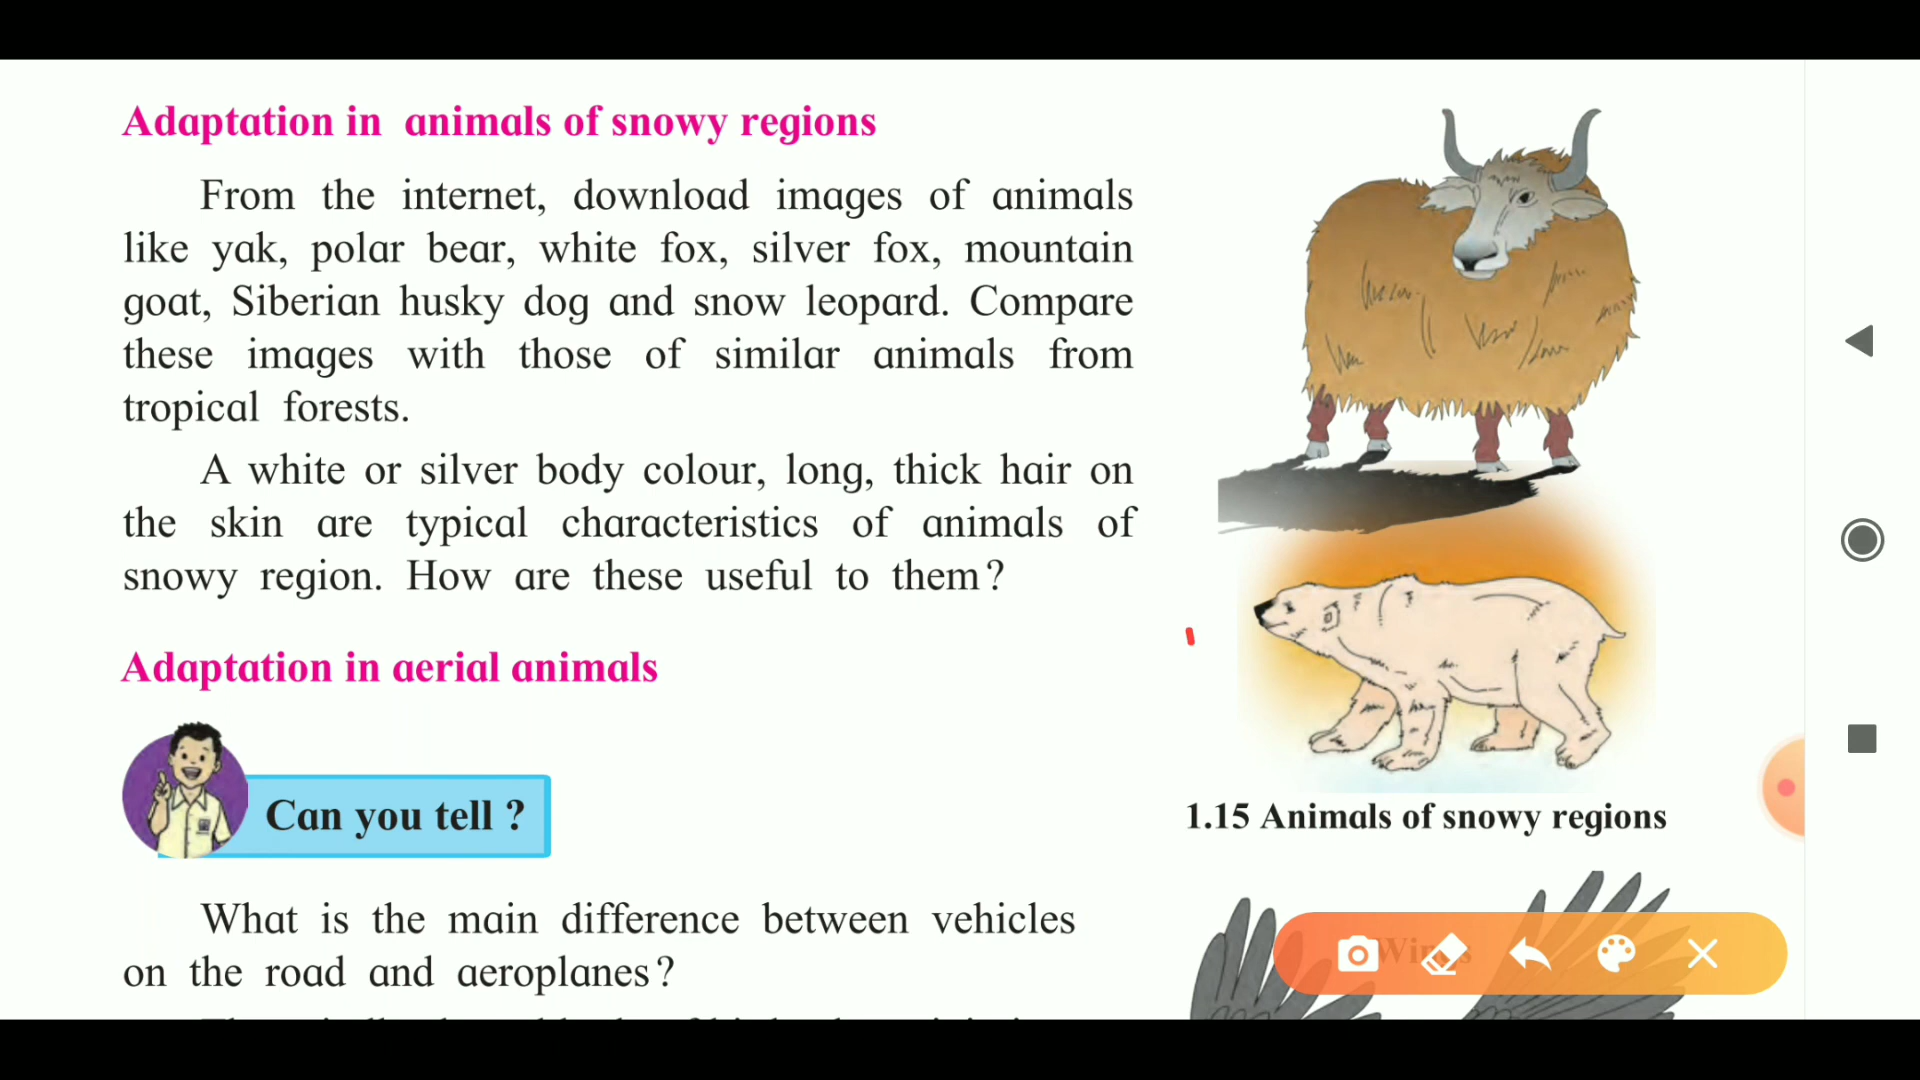 Adaptation in animals of snowy regions
From the internet, download images of animals
like yak, polar bear, white fox, silver fox, mountain
goat, Siberian husky dog and snow leopard. Compare
these images with those of similar animals from
tropical forests.
A white or silver body colour, long, thick hair on
the skin are typical characteristics of animals of
snowy region. How are these useful to them?
Adaptation in aerial animals
Can you tell ?
What is the main difference between vehicles
on the road and aeroplanes?
1.15 Animals of snowy regions
Wings